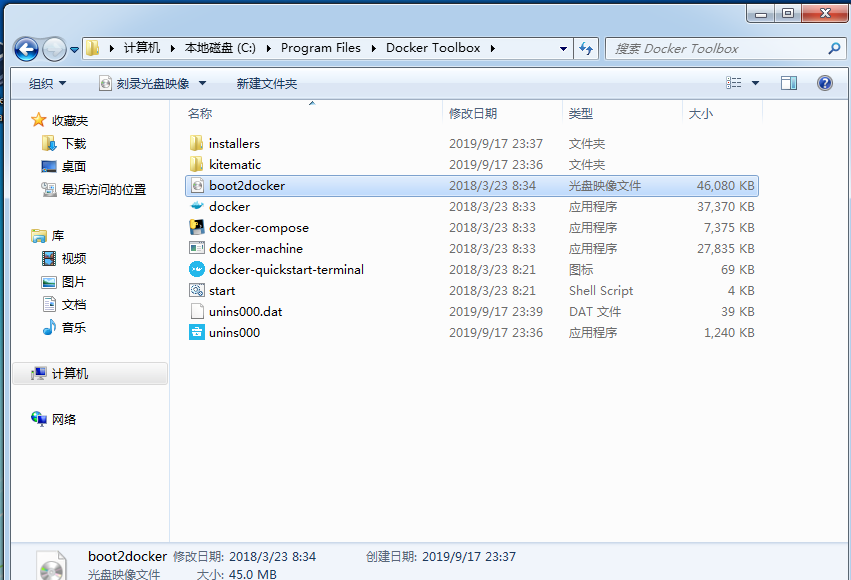 计算机 本地磁盘 (C:) Program Files Docker Toolbox 搜索 Docker Toolbox
组织 刻录光盘映像 新建文件夹
名称 修改日期 类型 大小
收藏夹
下载
桌面
最近访问的位置
库
视频
图片
文档
音乐
计算机
网络
installers 2019/9/17 23:37 文件夹
kitematic 2019/9/17 23:36 文件夹
boot2docker 2018/3/23 8:34 光盘映像文件 46,080 KB
docker 2018/3/23 8:33 应用程序 37,370 KB
docker-compose 2018/3/23 8:33 应用程序 7,375 KB
docker-machine 2018/3/23 8:33 应用程序 27,835 KB
docker-quickstart-terminal 2018/3/23 8:21 图标 69 KB
start 2018/3/23 8:21 Shell Script 4 KB
unins000.dat 2019/9/17 23:39 DAT 文件 39 KB
unins000 2019/9/17 23:36 应用程序 1,240 KB
boot2docker 修改日期: 2018/3/23 8:34 创建日期: 2019/9/17 23:37
光盘映像文件 大小: 45.0 MB